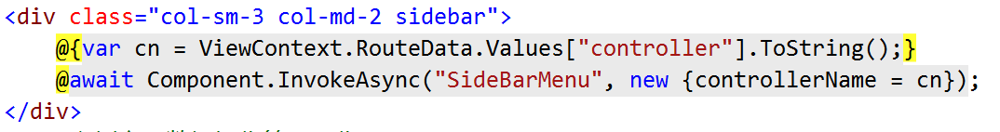 <div class="col-sm-3 col-md-2 sidebar">
@{var cn = ViewContext.RouteData.Values["controller"].ToString();}
@await Component.InvokeAsync("SideBarMenu", new {controllerName = cn});
</div>